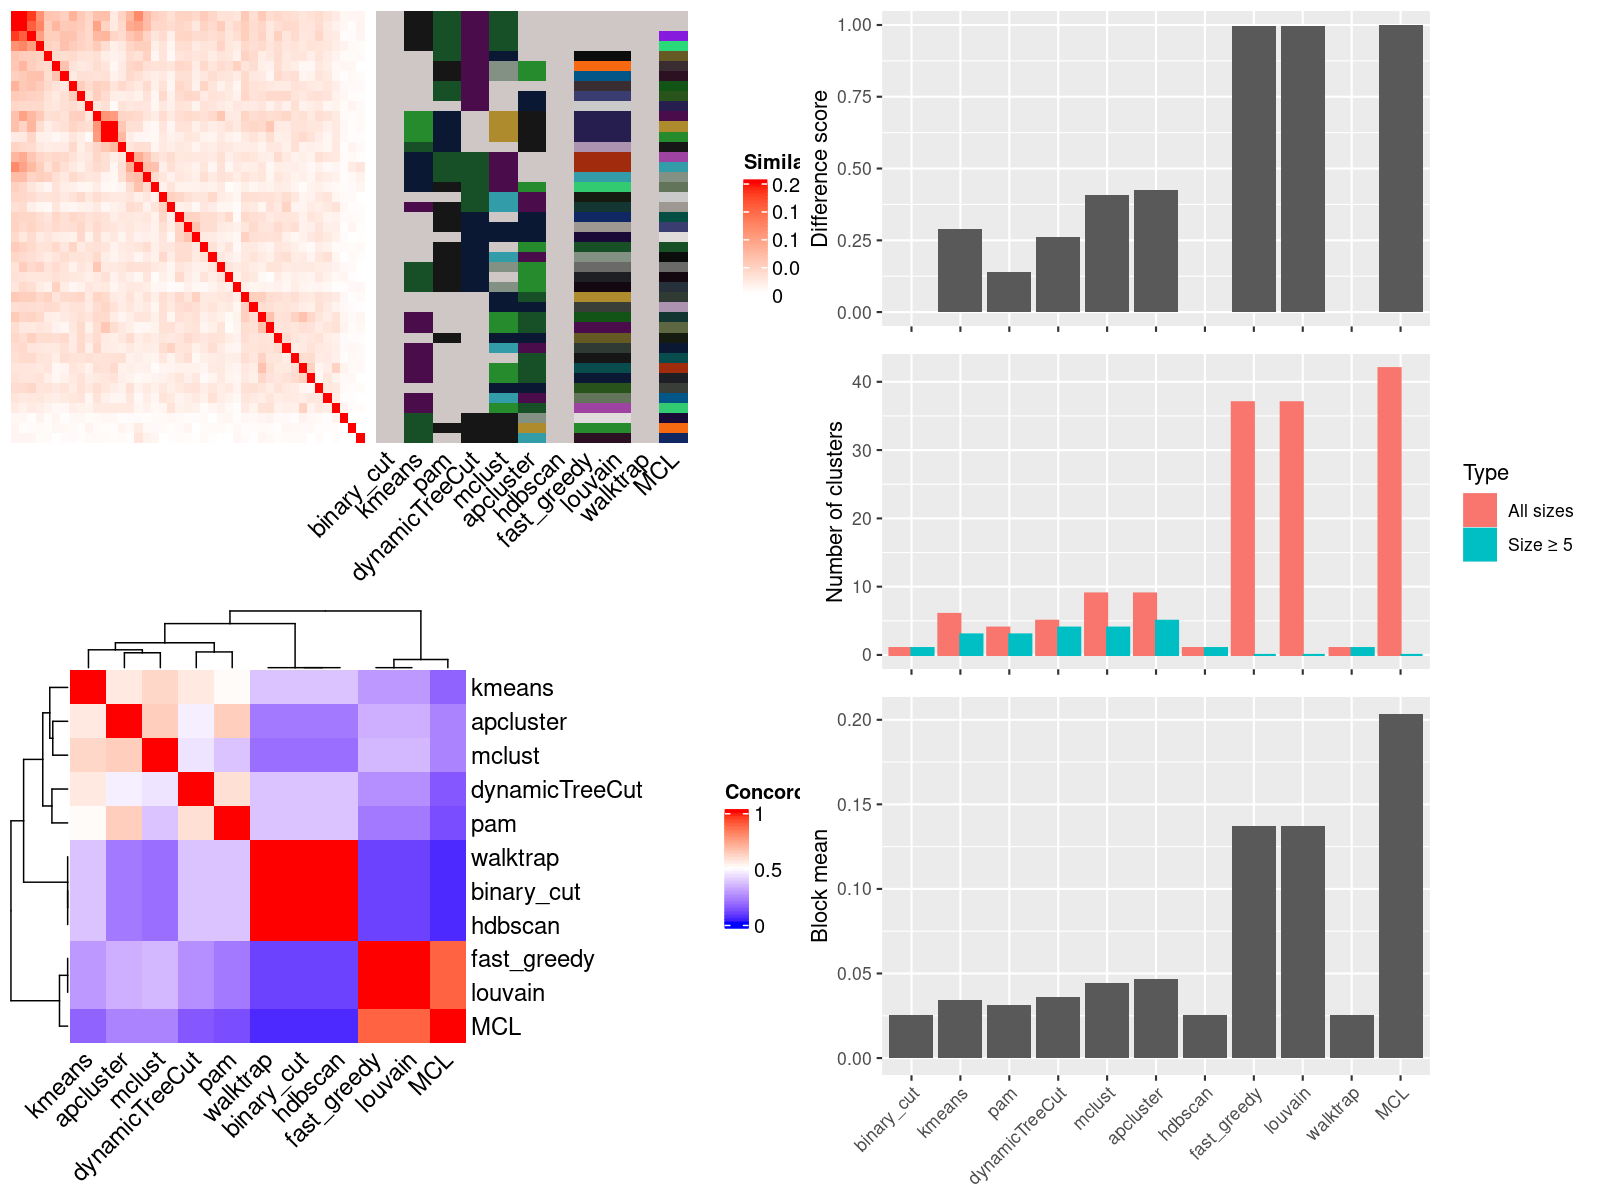 Simila
0.2
0.1
0.1
0.0
0
binary_cut
kmeans
pam
dynamicTreeCut
mclust
apcluster
hdbscan
fast_greedy
louvain
walktrap
MCL
kmeans
apcluster
mclust
dynamicTreeCut
pam
walktrap
binary_cut
hdbscan
fast_greedy
louvain
MCL
kmeans
apcluster
mclust
dynamicTreeCut
pam
walktrap
binary_cut
hdbscan
fast_greedy
louvain
MCL
Concord
1
0.5
0
Difference score
1.00
0.75
0.50
0.25
0.00
Number of clusters
40
30
20
10
0
Type
All sizes
Size ≥ 5
Block mean
0.20
0.15
0.10
0.05
0.00
binary_cut
kmeans
pam
dynamicTreeCut
mclust
apcluster
hdbscan
fast_greedy
louvain
walktrap
MCL